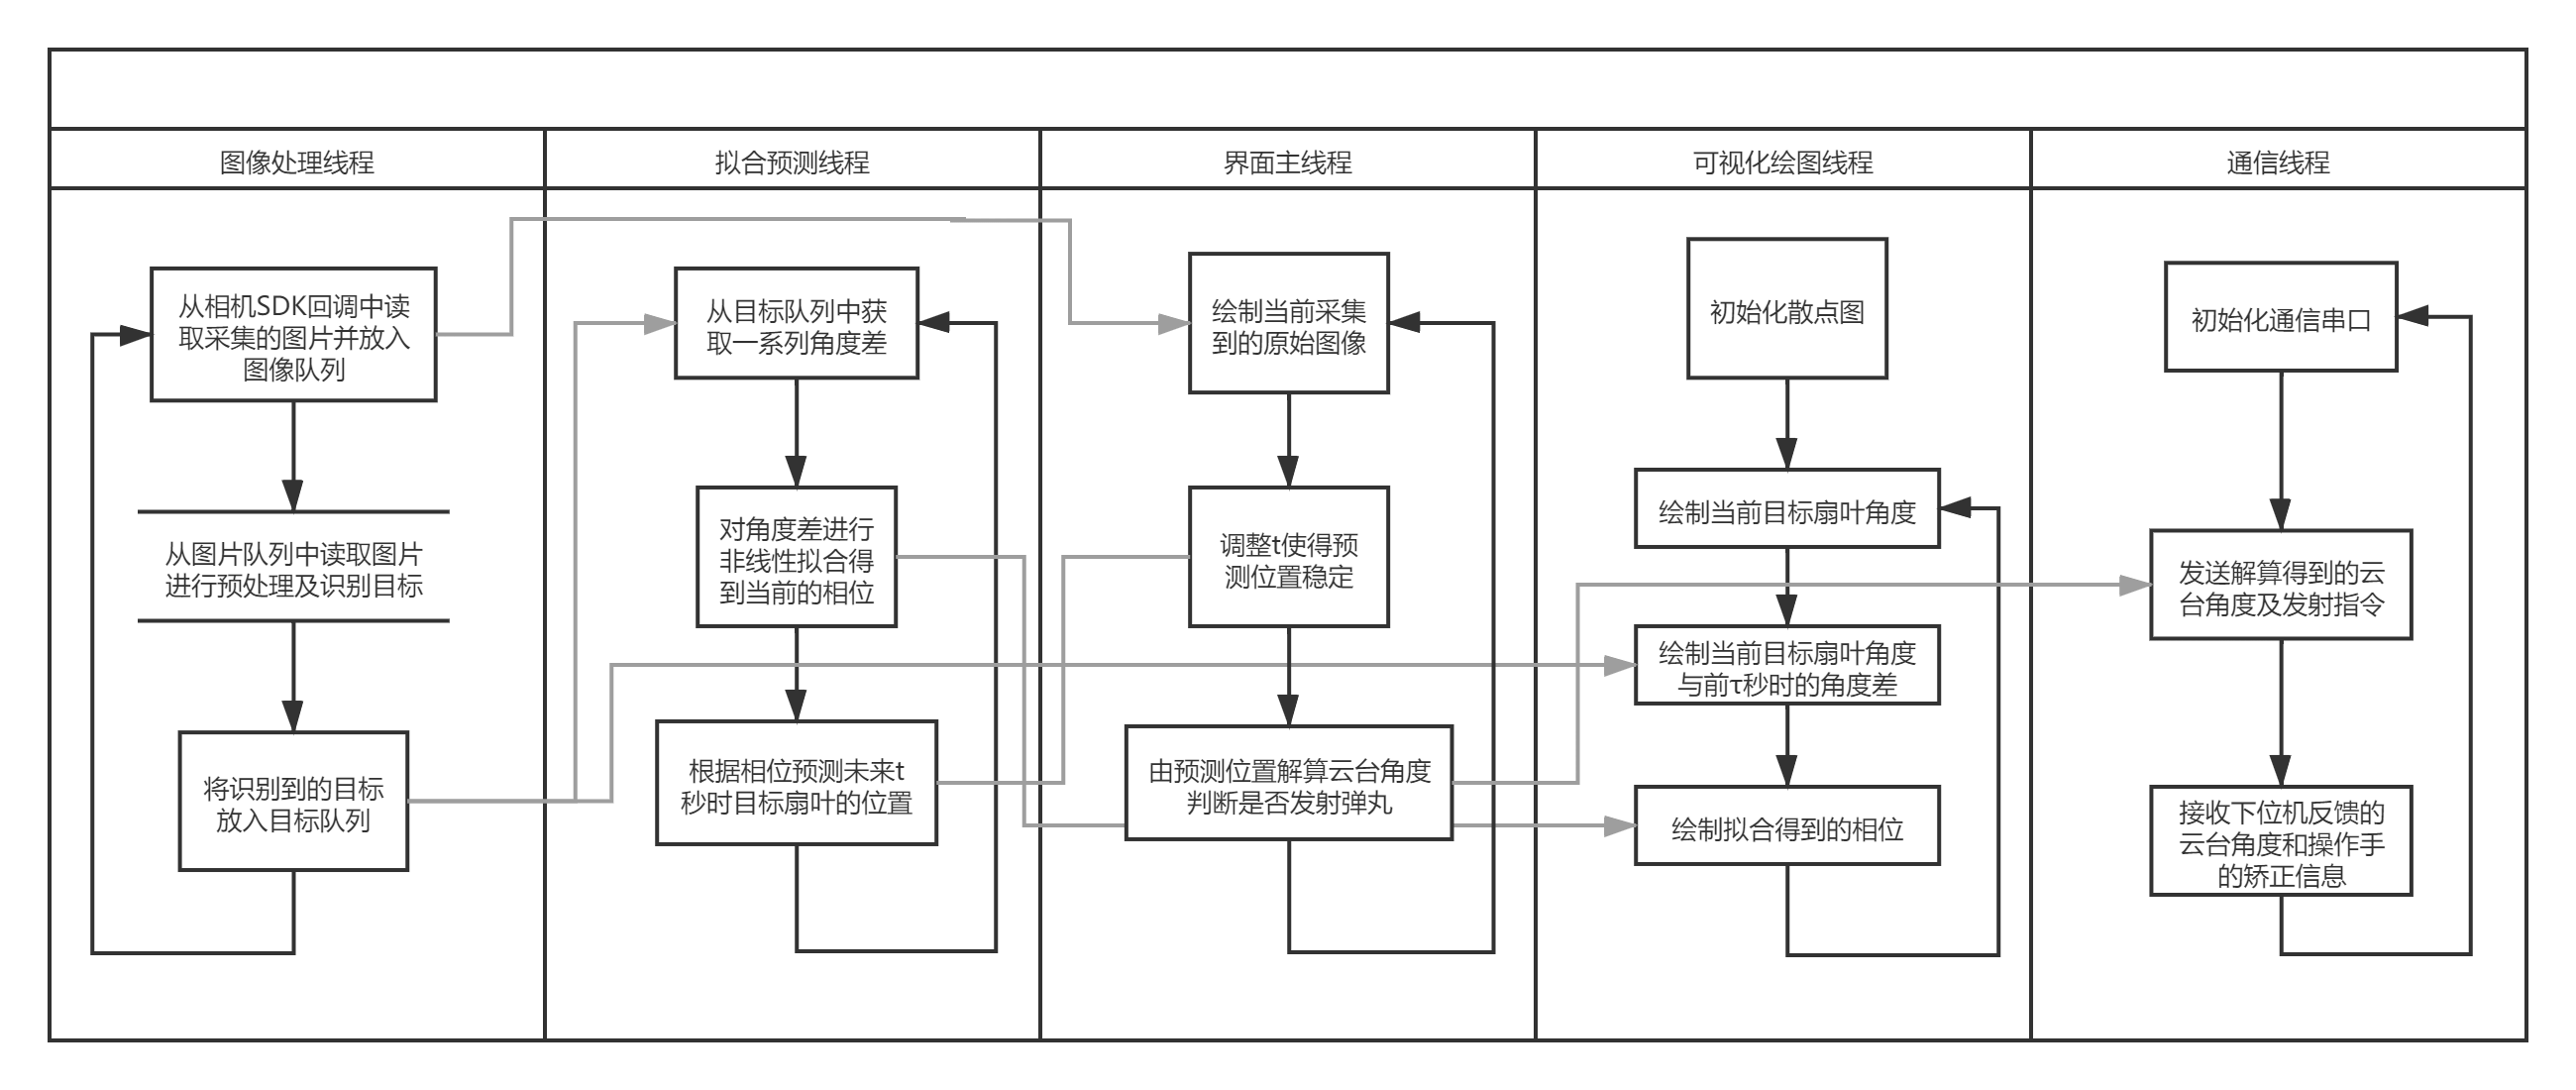 图像处理线程
拟合预测线程
界面主线程
可视化绘图线程
通信线程
从相机SDK回调中读
取采集的图片并放入
图像队列
从图片队列中读取图片
进行预处理及识别目标
将识别到的目标
放入目标队列
从目标队列中获
取一系列角度差
对角度差进行
非线性拟合得
到当前的相位
根据相位预测未来t
秒时目标扇叶的位置
绘制当前采集
到的原始图像
调整t使得预
测位置稳定
由预测位置解算云台角度
判断是否发射弹丸
初始化散点图
绘制当前目标扇叶角度
绘制当前目标扇叶角度
与前τ秒时的角度差
绘制拟合得到的相位
初始化通信串口
发送解算得到的云
台角度及发射指令
接收下位机反馈的
云台角度和操作手
的矫正信息